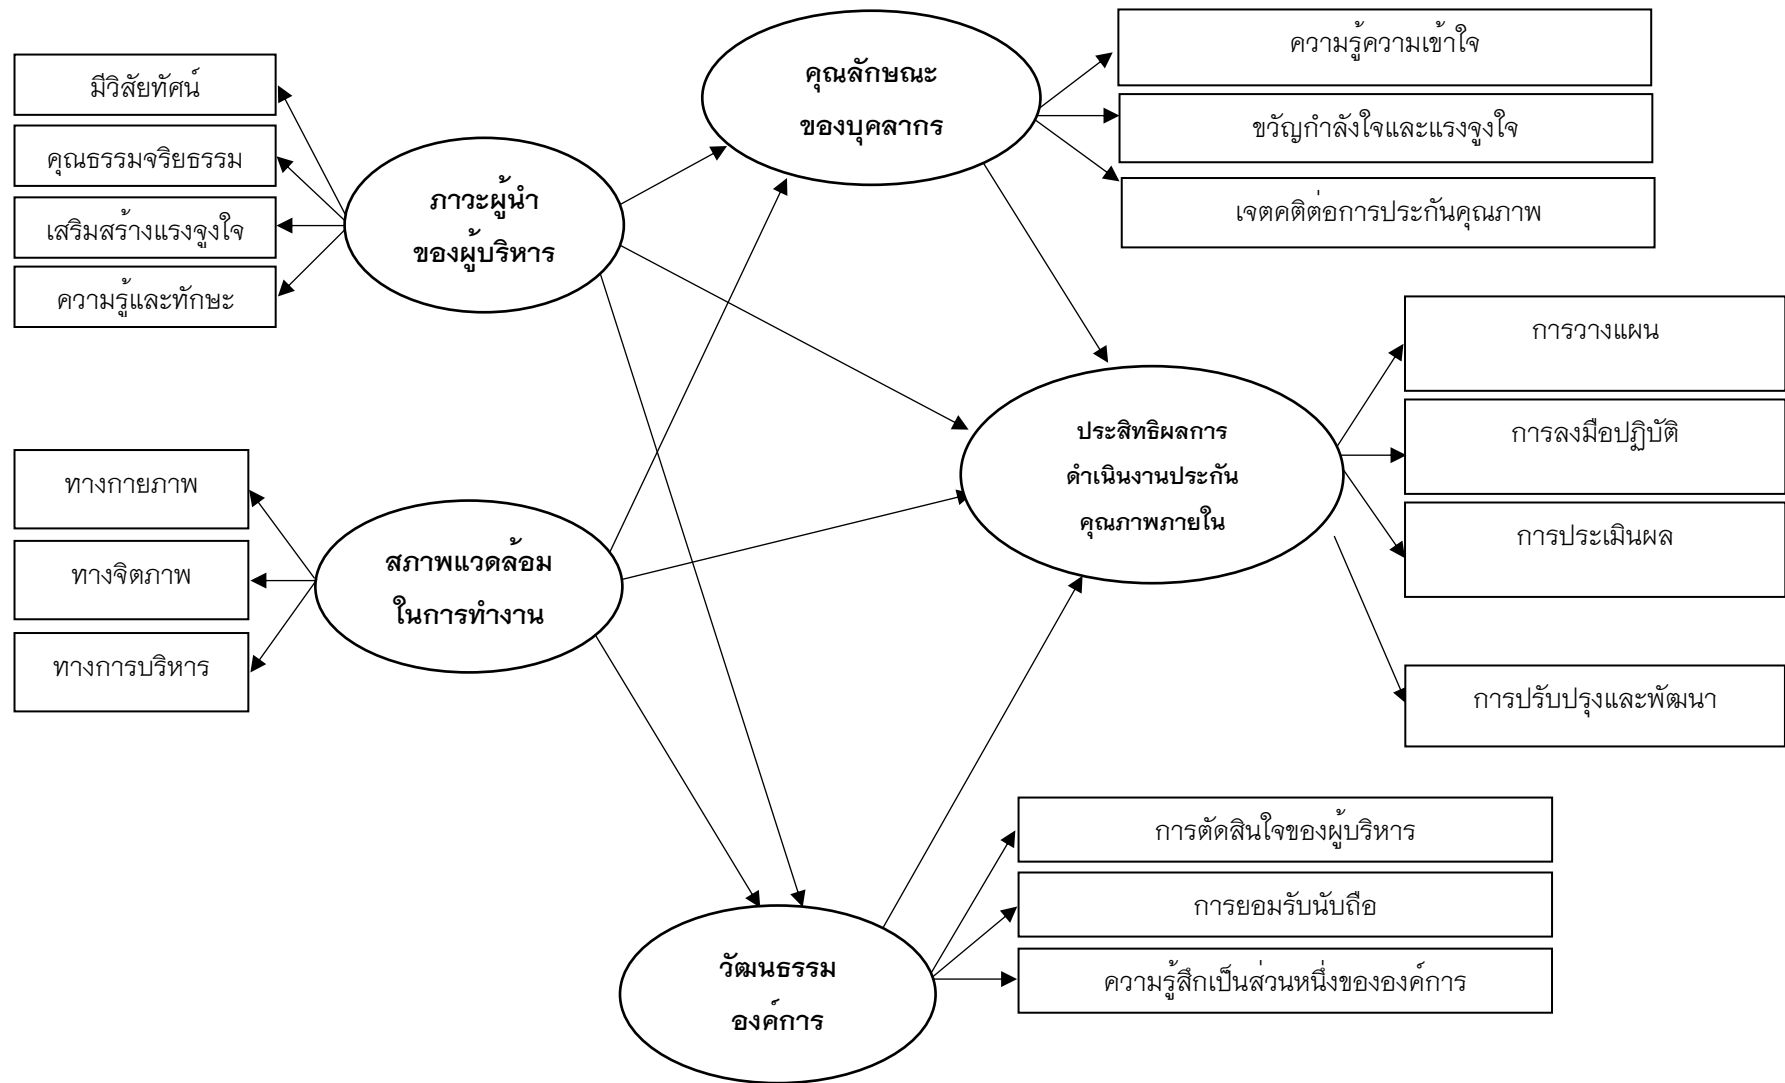 มีวิสัยทัศน์
คุณธรรมจริยธรรม
เสริมสร้างแรงจูงใจ
ความรู้และทักษะ
ภาวะผู้นำ
ของผู้บริหาร
คุณลักษณะ
ของบุคลากร
ความรู้ความเข้าใจ
ขวัญกำลังใจและแรงจูงใจ
เจตคติต่อการประกันคุณภาพ
ทางกายภาพ
ทางจิตภาพ
ทางการบริหาร
สภาพแวดล้อม
ในการทำงาน
ประสิทธิผลการ
ดำเนินงานประกัน
คุณภาพภายใน
การวางแผน
การลงมือปฏิบัติ
การประเมินผล
การปรับปรุงและพัฒนา
วัฒนธรรม
องค์การ
การตัดสินใจของผู้บริหาร
การยอมรับนับถือ
ความรู้สึกเป็นส่วนหนึ่งขององค์การ